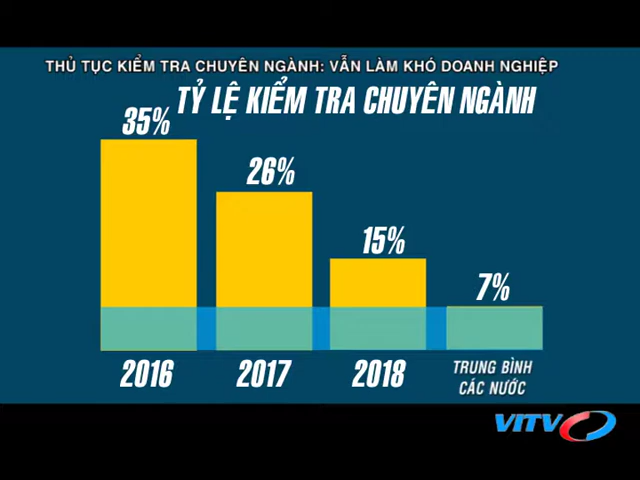 THỦ TỤC KIỂM TRA CHUYÊN NGÀNH: VẪN LÀM KHÓ DOANH NGHIỆP
TỶ LỆ KIỂM TRA CHUYÊN NGÀNH
35%
26%
15%
7%
2016
2017
2018
TRUNG BÌNH
CÁC NƯỚC
VITV